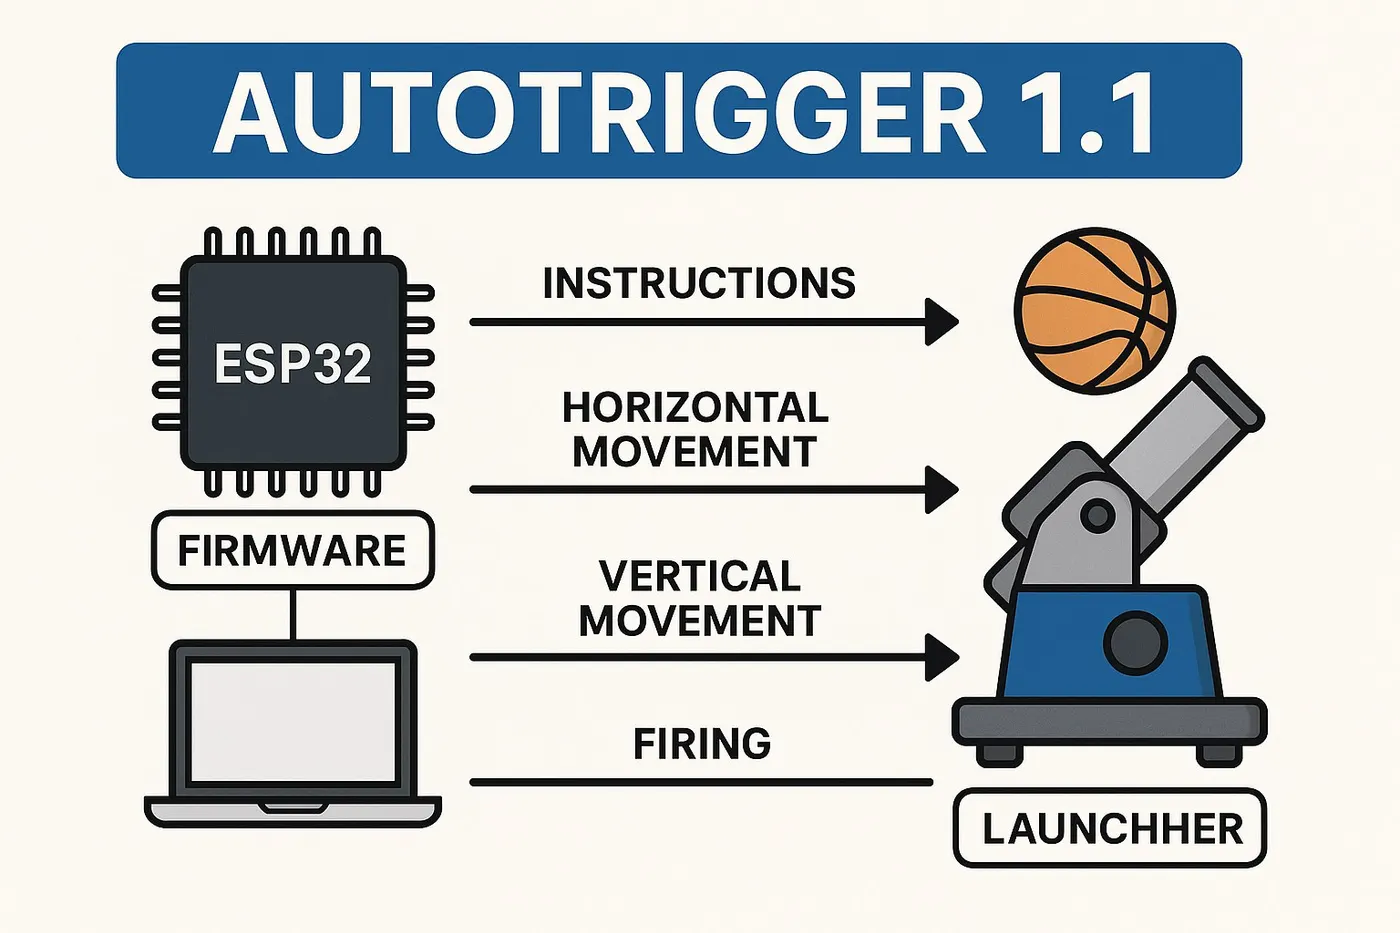 AUTOTRIGGER 1.1
ESP32
FIRMWARE
INSTRUCTIONS
HORIZONTAL
MOVEMENT
VERTICAL
MOVEMENT
FIRING
LAUNCHHER